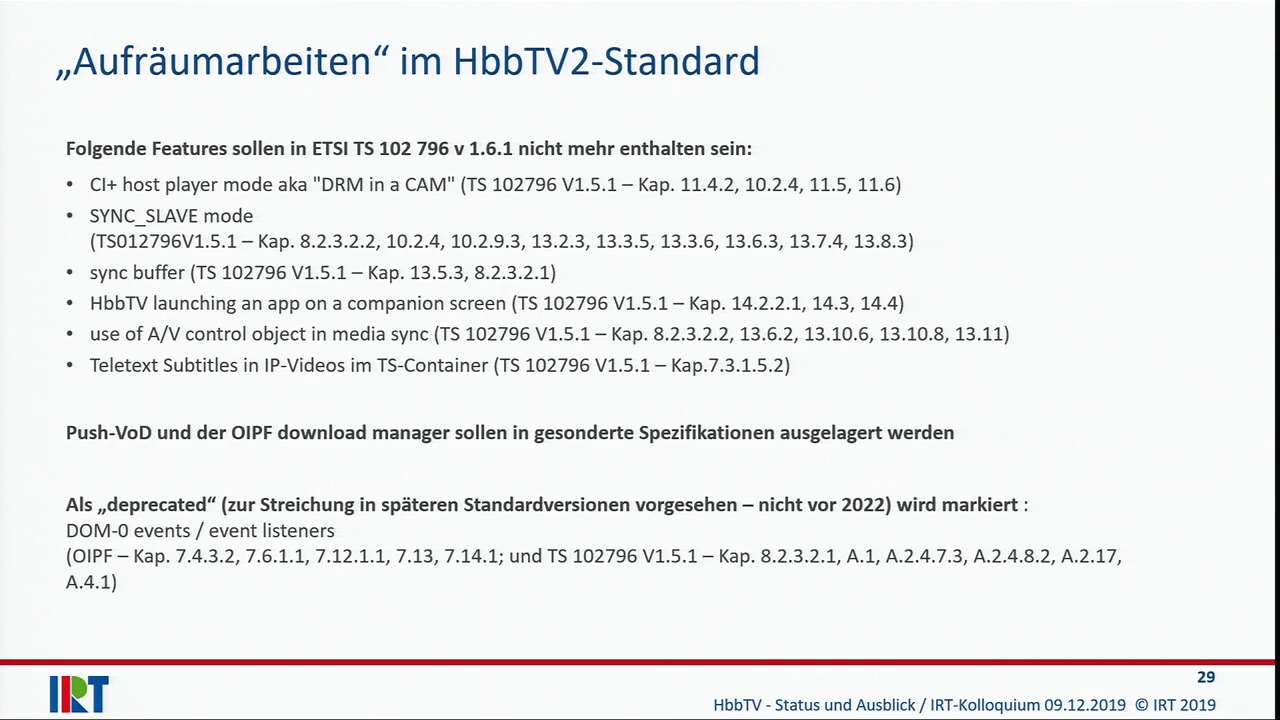 „Aufräumarbeiten“ im HbbTV2-Standard
Folgende Features sollen in ETSI TS 102 796 v 1.6.1 nicht mehr enthalten sein:
• CI+ host player mode aka "DRM in a CAM" (TS 102796 V1.5.1 – Kap. 11.4.2, 10.2.4, 11.5, 11.6)
• SYNC_SLAVE mode
(TS012796V1.5.1 – Kap. 8.2.3.2.2, 10.2.4, 10.2.9.3, 13.2.3, 13.3.5, 13.3.6, 13.6.3, 13.7.4, 13.8.3)
• sync buffer (TS 102796 V1.5.1 – Kap. 13.5.3, 8.2.3.2.1)
• HbbTV launching an app on a companion screen (TS 102796 V1.5.1 – Kap. 14.2.2.1, 14.3, 14.4)
• use of A/V control object in media sync (TS 102796 V1.5.1 – Kap. 8.2.3.2.2, 13.6.2, 13.10.6, 13.10.8, 13.11)
• Teletext Subtitles in IP-Videos im TS-Container (TS 102796 V1.5.1 – Kap.7.3.1.5.2)
Push-VoD und der OIPF download manager sollen in gesonderte Spezifikationen ausgelagert werden
Als „deprecated“ (zur Streichung in späteren Standardversionen vorgesehen – nicht vor 2022) wird markiert :
DOM-0 events / event listeners
(OIPF – Kap. 7.4.3.2, 7.6.1.1, 7.12.1.1, 7.13, 7.14.1; und TS 102796 V1.5.1 – Kap. 8.2.3.2.1, A.1, A.2.4.7.3, A.2.4.8.2, A.2.17,
A.4.1)
29
IRT
HbbTV - Status und Ausblick / IRT-Kolloquium 09.12.2019 © IRT 2019